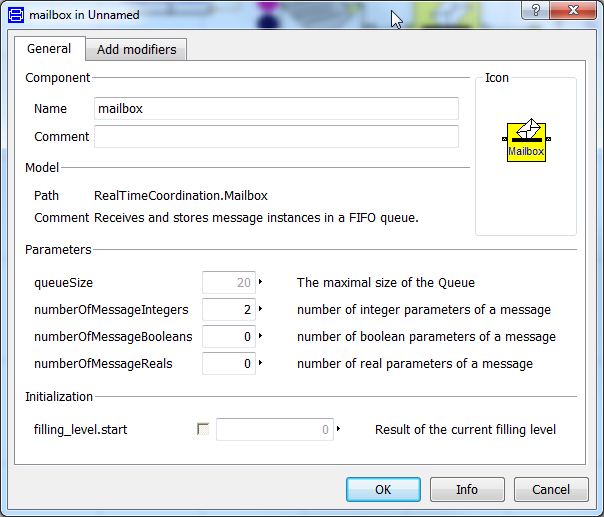 mailbox in Unnamed
General Add modifiers
Component
Icon
Name mailbox
Comment
Mailbox
Model
Path RealTimeCoordination.Mailbox
Comment Receives and stores message instances in a FIFO queue.
Parameters
queueSize 20 The maximal size of the Queue
numberOfMessageIntegers 2 number of integer parameters of a message
numberOfMessageBooleans 0 number of boolean parameters of a message
numberOfMessageReals 0 number of real parameters of a message
Initialization
filling_level.start 0 Result of the current filling level
OK Info Cancel